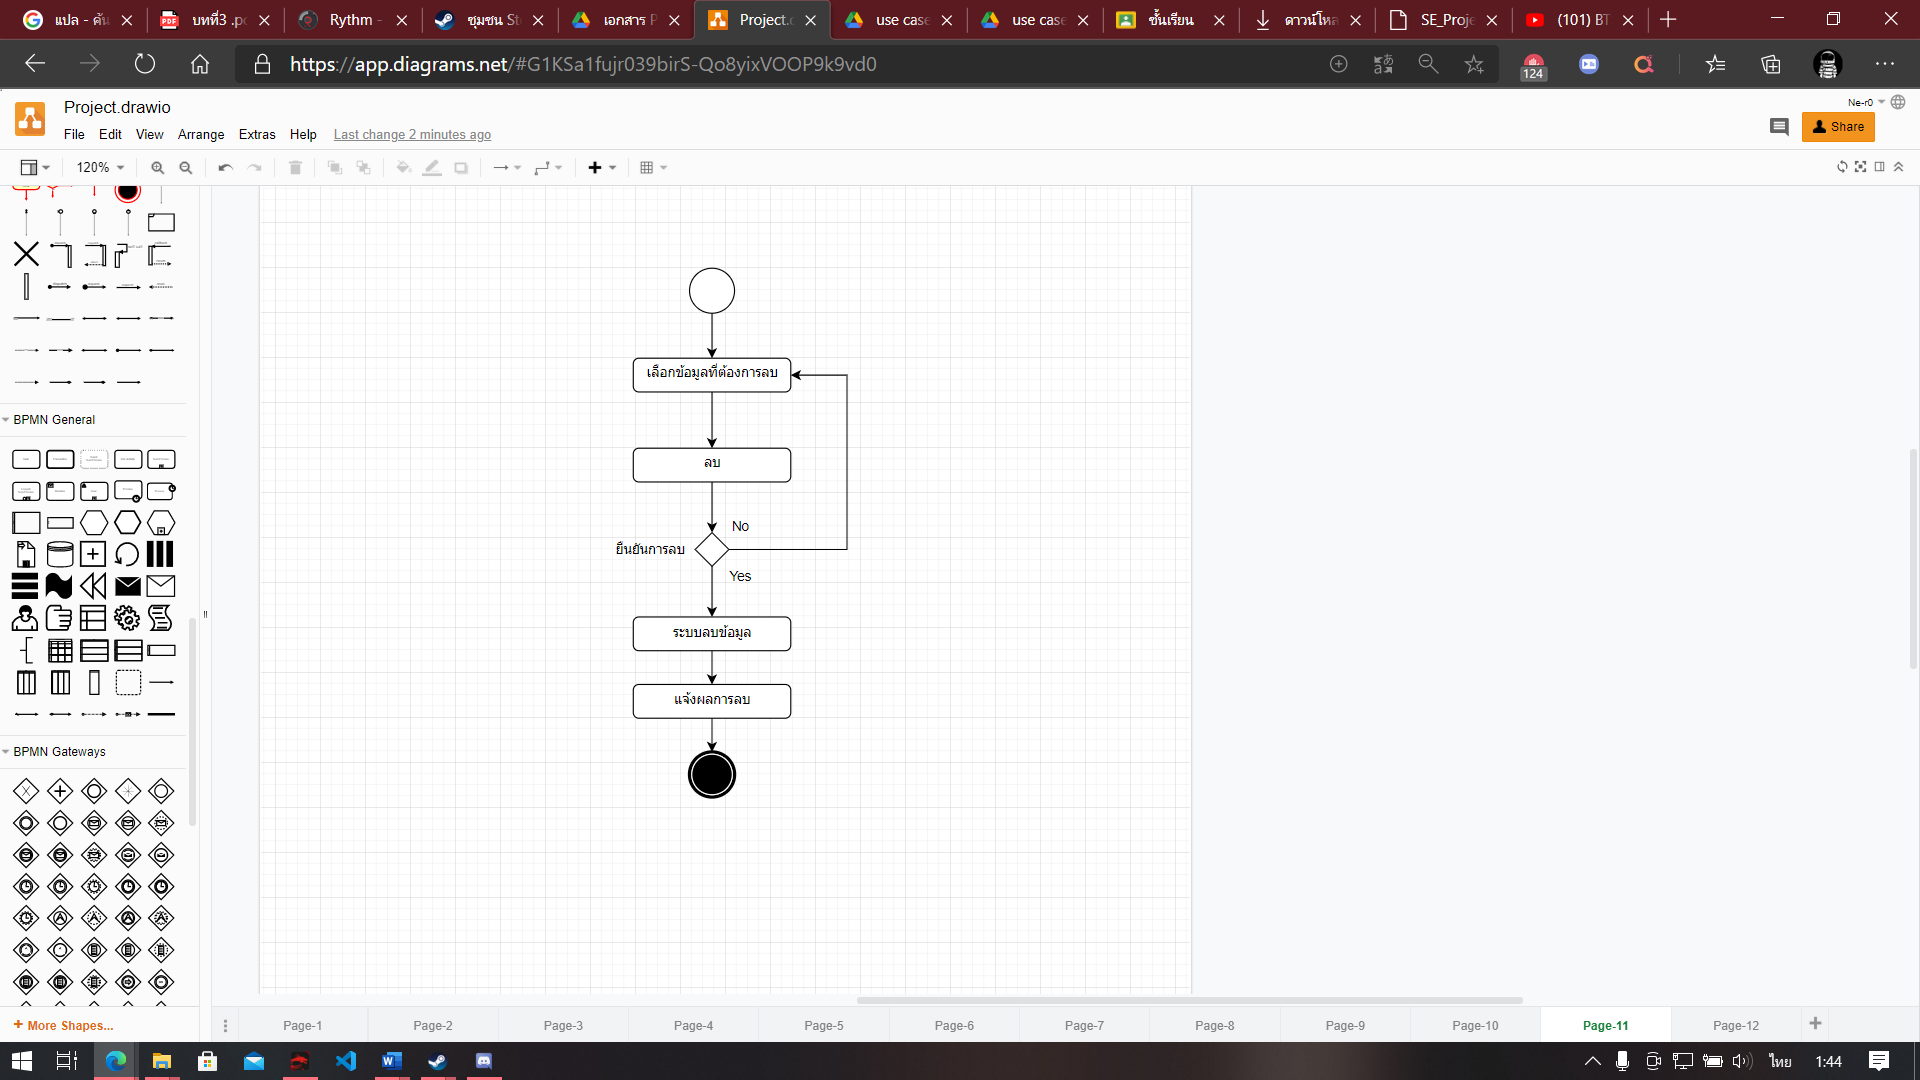 แปล - ค้น
บทที่3 .pd
Rythm -
ชุมชน St
เอกสาร P
Project.d
use case
use case
ชั้นเรียน
ดาวน์โหล
SE_Proje
(101) BT
https://app.diagrams.net/#G1KSa1fujr039birS-Qo8yixVOOP9k9vd0
124
Project.drawio
Ne-r0
File Edit View Arrange Extras Help Last change 2 minutes ago
Share
120%
เลือกข้อมูลที่ต้องการลบ
ลบ
No
ยืนยันการลบ
Yes
ระบบลบข้อมูล
แจ้งผลการลบ
BPMN General
BPMN Gateways
+ More Shapes...
Page-1 Page-2 Page-3 Page-4 Page-5 Page-6 Page-7 Page-8 Page-9 Page-10 Page-11 Page-12
ไทย
1:44